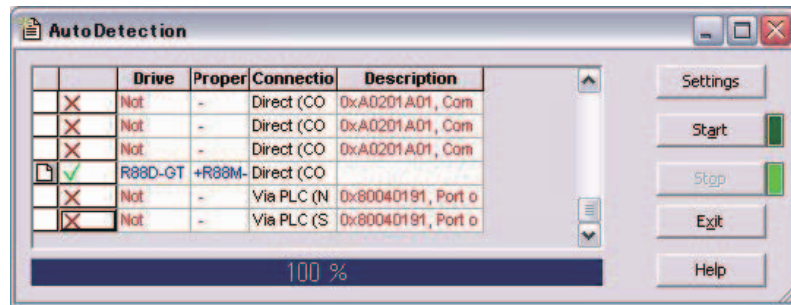 AutoDetection
Drive Proper Connectio Description
Not - Direct (CO 0xA0201A01, Com
Not - Direct (CO 0xA0201A01, Com
Not - Direct (CO 0xA0201A01, Com
R88D-GT +R88M- Direct (CO
Not - Via PLC (N 0x80040191, Port o
Not - Via PLC (S 0x80040191, Port o
100 %
Settings
Start
Stop
Exit
Help